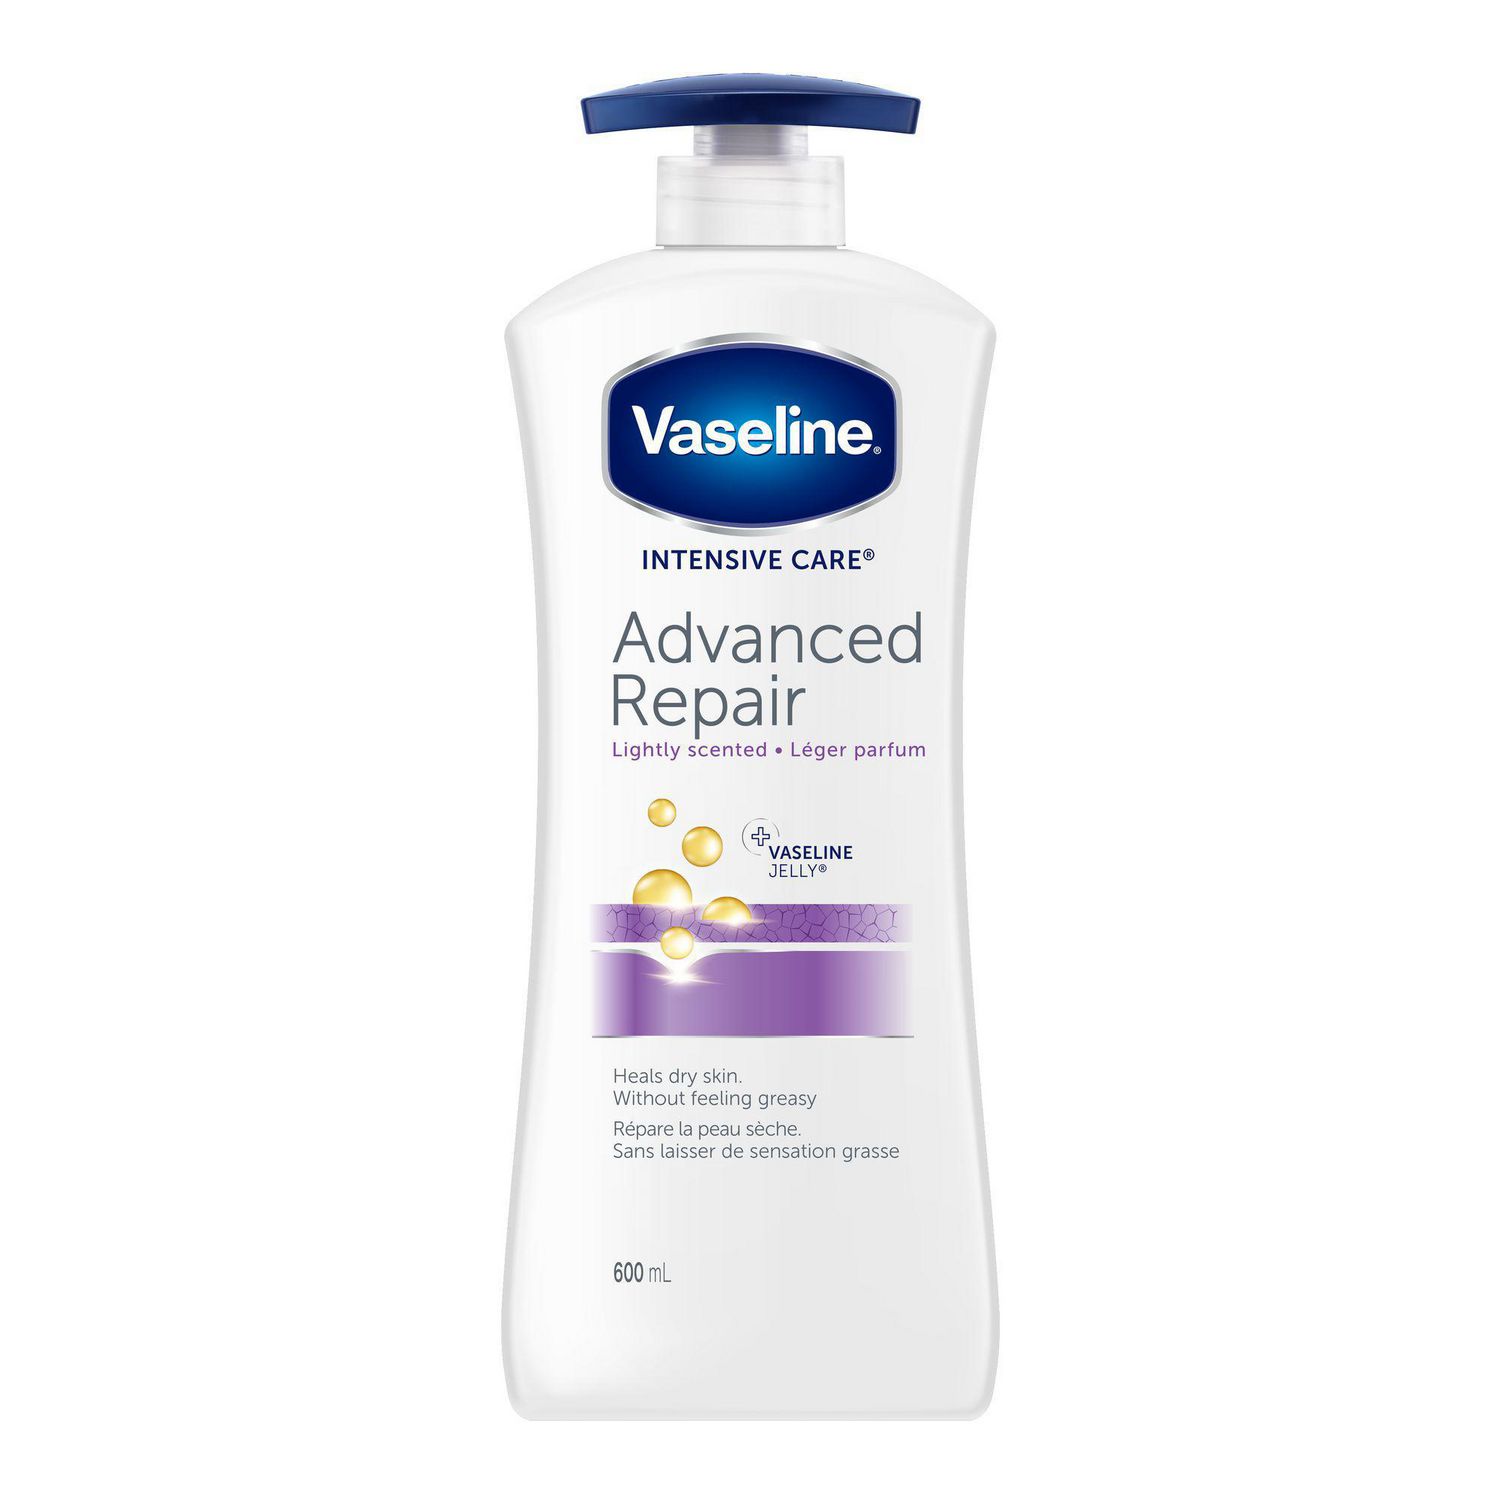 Vaseline®
INTENSIVE CARE®
Advanced
Repair
Lightly scented • Léger parfum
VASELINE
JELLY®
Heals dry skin.
Without feeling greasy
Répare la peau sèche.
Sans laisser de sensation grasse
600 mL